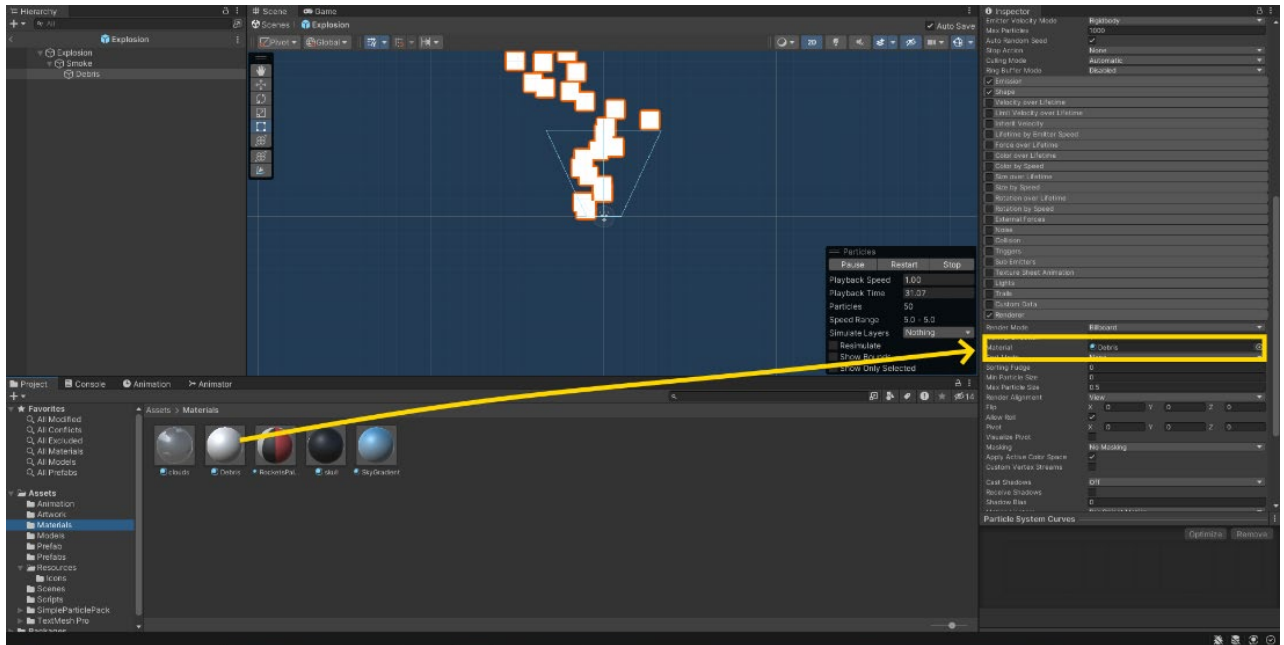 Hierarchy
All
Explosion
Explosion
Smoke
Debris
Scene
Game
Scenes
Explosion
Auto Save
Pivot
Global
2D
Particles
Pause Restart Stop
Playback Speed 1.00
Playback Time 31.07
Particles 50
Speed Range 5.0 - 5.0
Simulate Layers Nothing
Resimulate
Show Bounds
Show Only Selected
Inspector
Emitter Velocity Mode Rigidbody
Max Particles 1000
Auto Random Seed
Stop Action None
Culling Mode Automatic
Ring Buffer Mode Disabled
Emission
Shape
Velocity over Lifetime
Limit Velocity over Lifetime
Inherit Velocity
Lifetime by Emitter Speed
Force over Lifetime
Color over Lifetime
Color by Speed
Size over Lifetime
Size by Speed
Rotation over Lifetime
Rotation by Speed
External Forces
Noise
Collision
Triggers
Sub Emitters
Texture Sheet Animation
Lights
Trails
Custom Data
Renderer
Render Mode Billboard
Material Debris
Sort Mode None
Sorting Fudge 0
Min Particle Size 0
Max Particle Size 0.5
Render Alignment View
Flip X 0 Y 0 Z 0
Allow Roll
Pivot X 0 Y 0 Z 0
Visualize Pivot
Masking No Masking
Apply Active Color Space
Custom Vertex Streams
Cast Shadows Off
Receive Shadows
Shadow Bias 0
Particle System Curves
Optimize Remove
Project
Console
Animation
Animator
14
Favorites
All Modified
All Conflicts
All Excluded
All Materials
All Models
All Prefabs
Assets
Animation
Artwork
Materials
Models
Prefab
Prefabs
Resources
Icons
Scenes
Scripts
SimpleParticlePack
TextMesh Pro
Packages
Assets > Materials
clouds
Debris
RocketsPal...
skull
SkyGradient